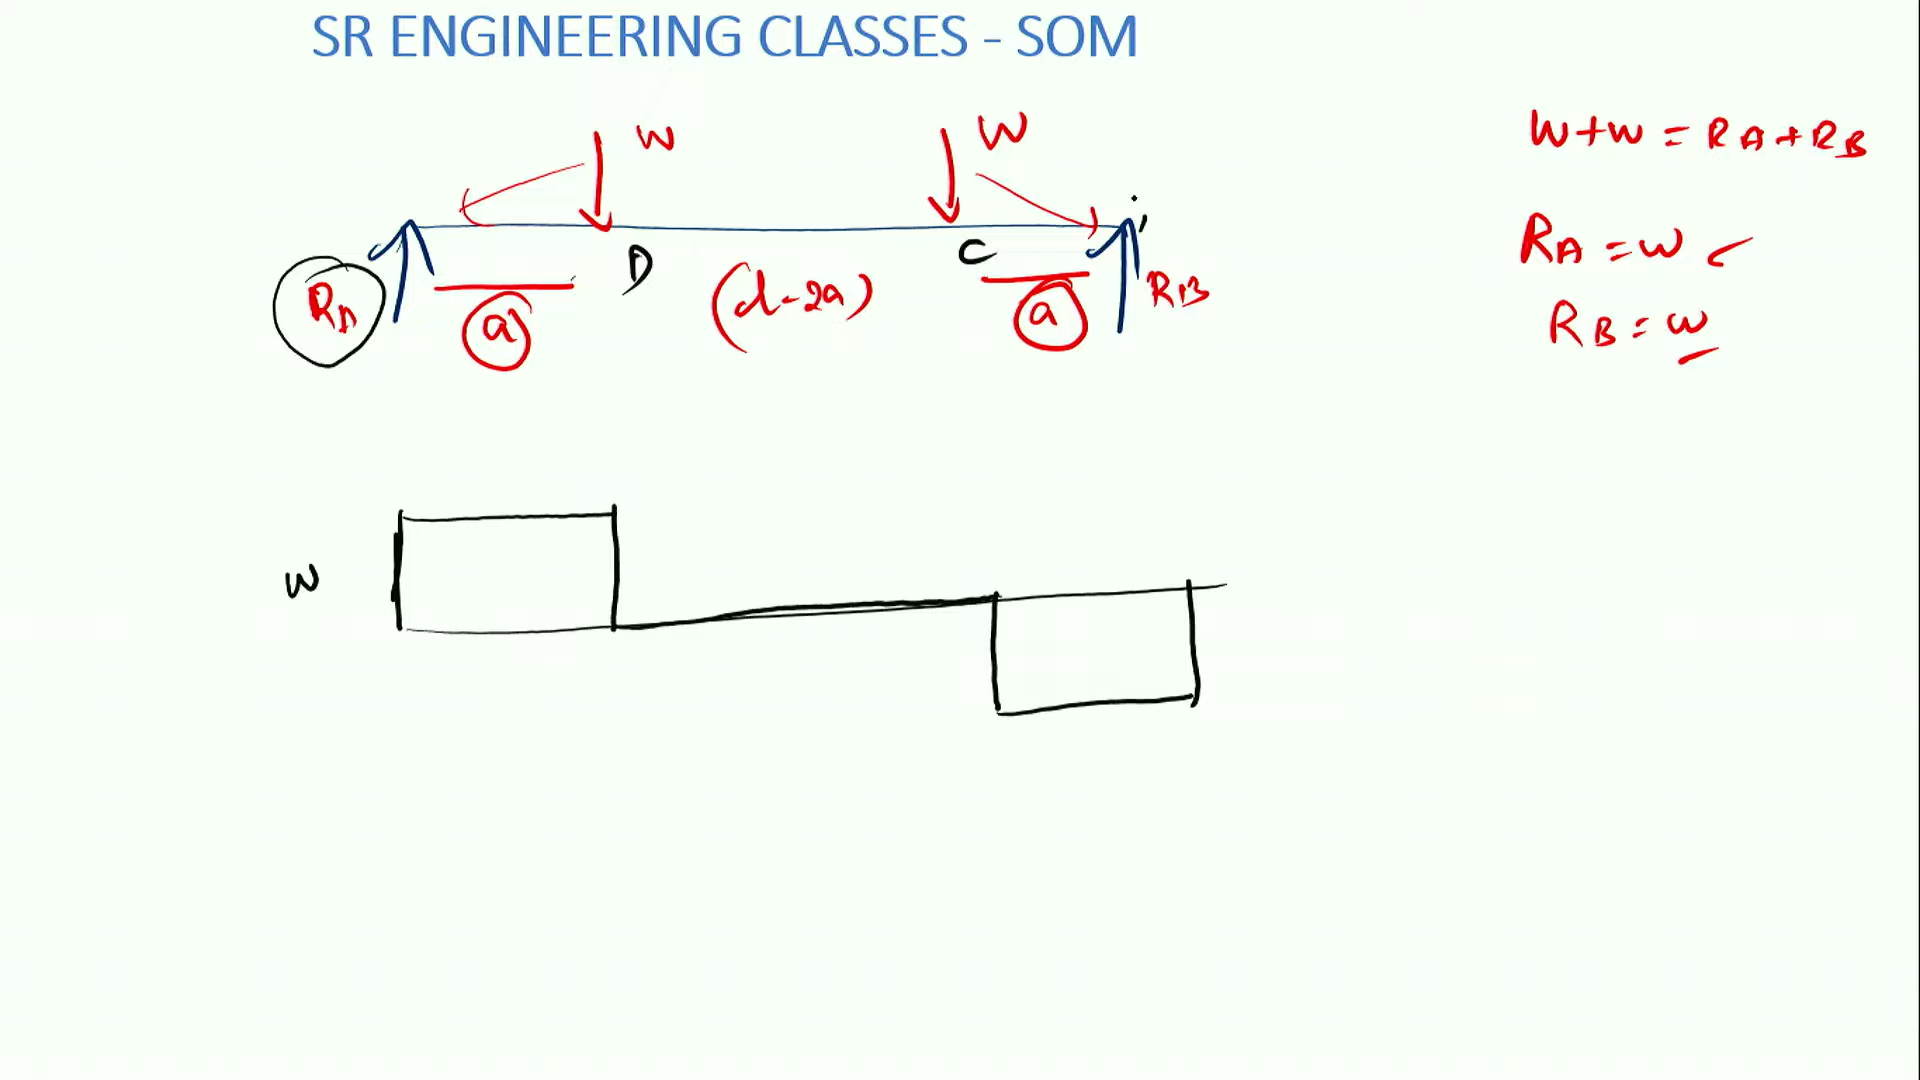 SR ENGINEERING CLASSES - SOM
W W
W+W = RA+RB
D C
RA = W
RA a (d-2a) a RB
RB = W
W